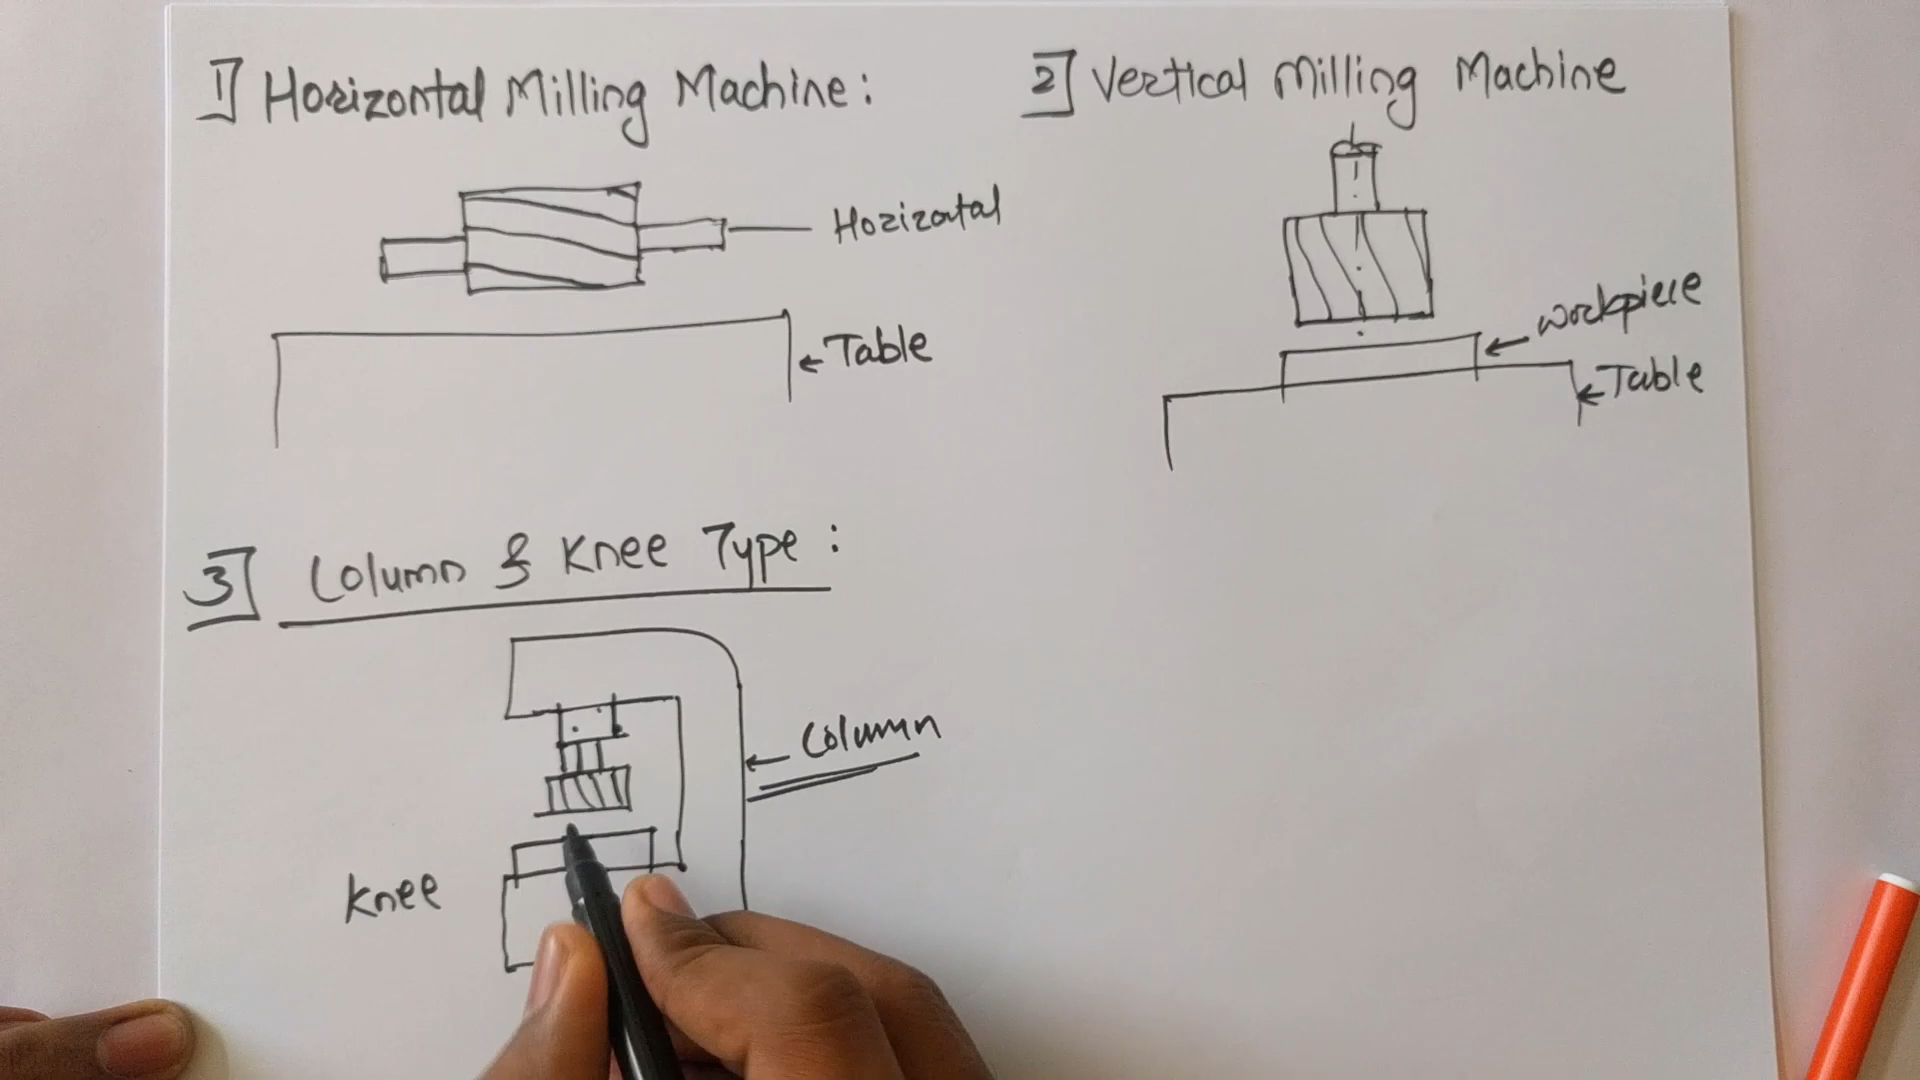 1] Horizontal Milling Machine:
Horizontal
Table
2] Vertical Milling Machine
Workpiece
Table
3] Column & Knee Type:
Column
Knee